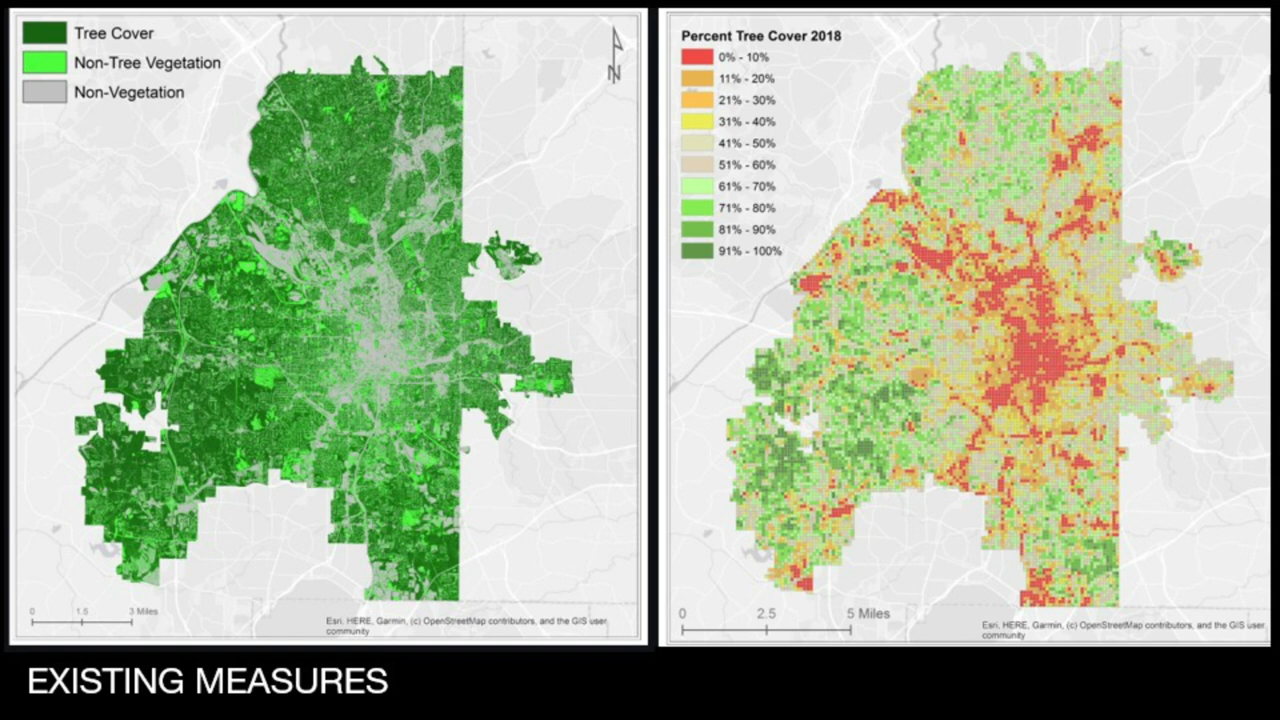 Tree Cover
Non-Tree Vegetation
Non-Vegetation
N
0 1.5 3 Miles
Esri, HERE, Garmin, (c) OpenStreetMap contributors, and the GIS user
community
Percent Tree Cover 2018
0% - 10%
11% - 20%
21% - 30%
31% - 40%
41% - 50%
51% - 60%
61% - 70%
71% - 80%
81% - 90%
91% - 100%
0 2.5 5 Miles
Esri, HERE, Garmin, (c) OpenStreetMap contributors, and the GIS user
community
EXISTING MEASURES